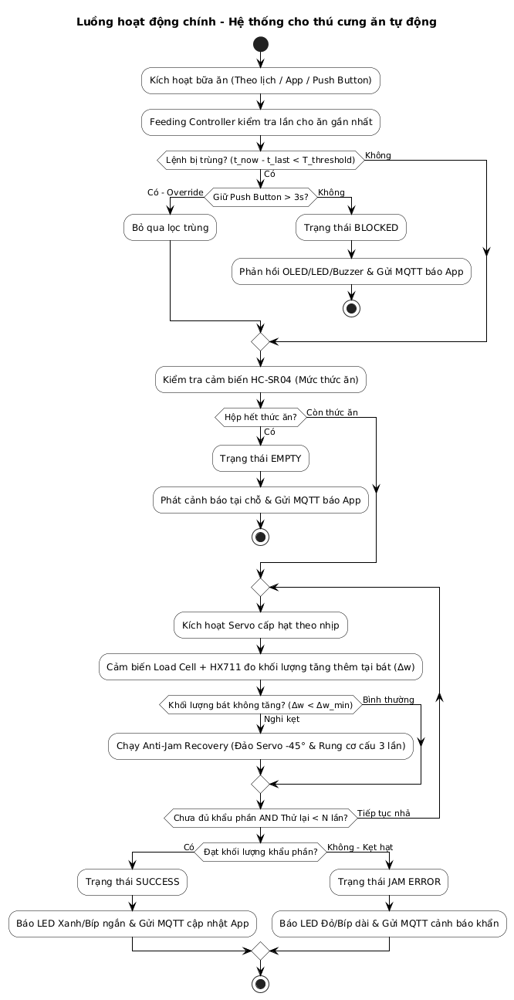 Luồng hoạt động chính - Hệ thống cho thú cưng ăn tự động
Kích hoạt bữa ăn (Theo lịch / App / Push Button)
Feeding Controller kiểm tra lần cho ăn gần nhất
Lệnh bị trùng? (t_now - t_last < T_threshold)
Không
Có
Có - Override
Giữ Push Button > 3s?
Không
Bỏ qua lọc trùng
Trạng thái BLOCKED
Phản hồi OLED/LED/Buzzer & Gửi MQTT báo App
Kiểm tra cảm biến HC-SR04 (Mức thức ăn)
Hộp hết thức ăn?
Còn thức ăn
Có
Trạng thái EMPTY
Phát cảnh báo tại chỗ & Gửi MQTT báo App
Kích hoạt Servo cấp hạt theo nhịp
Cảm biến Load Cell + HX711 đo khối lượng tăng thêm tại bát (Δw)
Khối lượng bát không tăng? (Δw < Δw_min)
Bình thường
Nghi kẹt
Chạy Anti-Jam Recovery (Đảo Servo -45° & Rung cơ cấu 3 lần)
Chưa đủ khẩu phần AND Thử lại < N lần?
Tiếp tục nhả
Có
Đạt khối lượng khẩu phần?
Không - Kẹt hạt
Trạng thái SUCCESS
Trạng thái JAM ERROR
Báo LED Xanh/Bíp ngắn & Gửi MQTT cập nhật App
Báo LED Đỏ/Bíp dài & Gửi MQTT cảnh báo khẩn